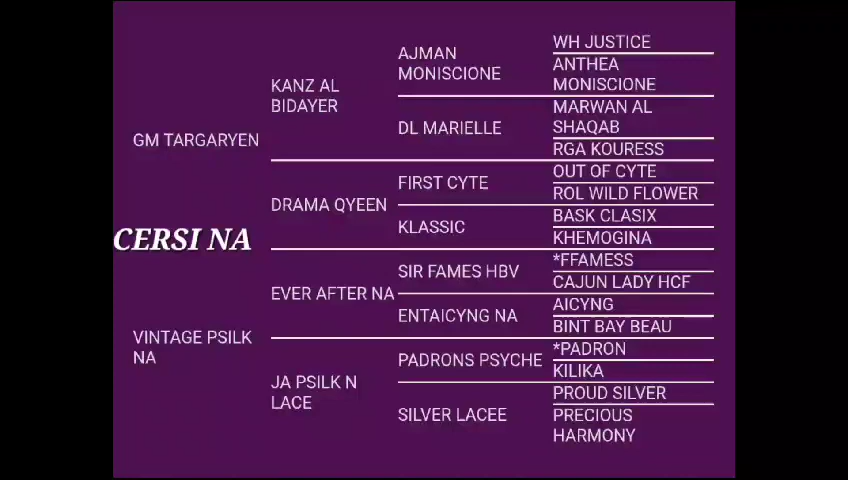 WH JUSTICE
AJMAN
MONISCIONE
ANTHEA
MONISCIONE
KANZ AL
BIDAYER
MARWAN AL
SHAQAB
DL MARIELLE
RGA KOURESS
GM TARGARYEN
OUT OF CYTE
FIRST CYTE
ROL WILD FLOWER
DRAMA QYEEN
BASK CLASIX
KLASSIC
KHEMOGINA
CERSI NA
*FFAMESS
SIR FAMES HBV
CAJUN LADY HCF
EVER AFTER NA
AICYNG
ENTAICYNG NA
BINT BAY BEAU
VINTAGE PSILK
NA
*PADRON
PADRONS PSYCHE
KILIKA
JA PSILK N
LACE
PROUD SILVER
SILVER LACEE
PRECIOUS
HARMONY